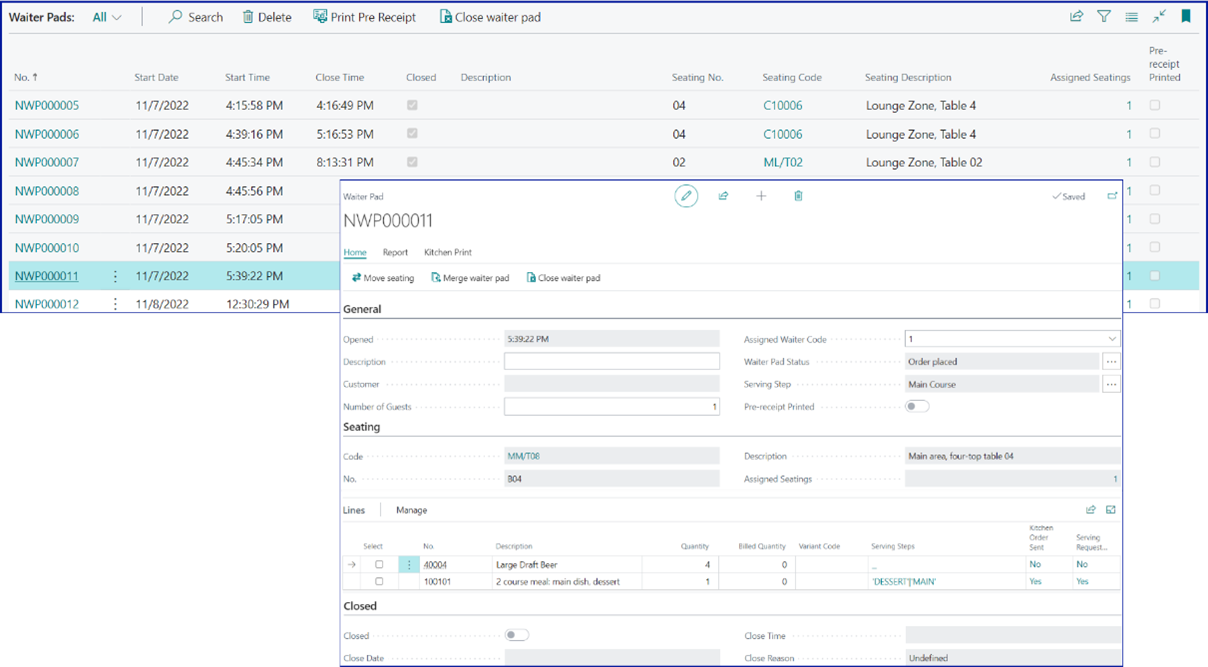 Waiter Pads: All Search Delete Print Pre Receipt Close waiter pad
Pre-
receipt
No. ↑ Start Date Start Time Close Time Closed Description Seating No. Seating Code Seating Description Assigned Seatings Printed
NWP000005 11/7/2022 4:15:58 PM 4:16:49 PM 04 C10006 Lounge Zone, Table 4 1
NWP000006 11/7/2022 4:39:16 PM 5:16:53 PM 04 C10006 Lounge Zone, Table 4 1
NWP000007 11/7/2022 4:45:34 PM 8:13:31 PM 02 ML/T02 Lounge Zone, Table 02 1
NWP000008 11/7/2022 4:45:56 PM 1
NWP000009 11/7/2022 5:17:05 PM 1
NWP000010 11/7/2022 5:20:05 PM 1
NWP000011 11/7/2022 5:39:22 PM 1
NWP000012 11/8/2022 12:30:29 PM 1
Waiter Pad Saved
NWP000011
Home Report Kitchen Print
Move seating Merge waiter pad Close waiter pad
General
Opened 5:39:22 PM Assigned Waiter Code 1
Description Waiter Pad Status Order placed
Customer Serving Step Main Course
Number of Guests 1 Pre-receipt Printed
Seating
Code MM/T08 Description Main area, four-top table 04
No. B04 Assigned Seatings 1
Lines Manage
Kitchen
Order Serving
Select No. Description Quantity Billed Quantity Variant Code Serving Steps Sent Request...
40004 Large Draft Beer 4 0 _ No No
100101 2 course meal: main dish, dessert 1 0 'DESSERT'|'MAIN' Yes Yes
Closed
Closed Close Time
Close Date Close Reason Undefined